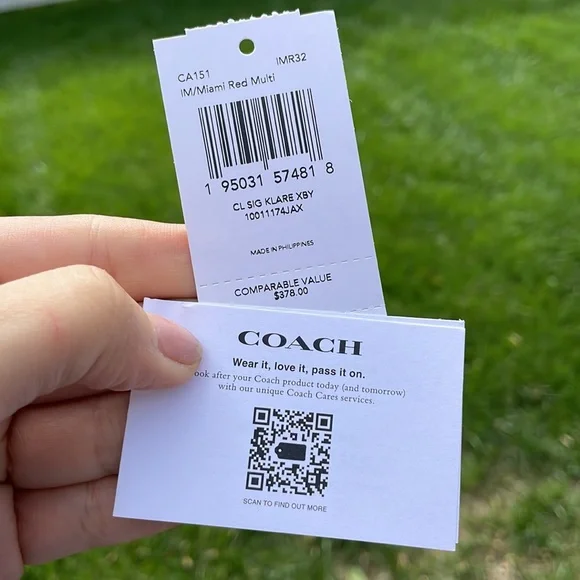 CA151 IMR32
IM/Miami Red Multi
1 95031 57481 8
CL SIG KLARE XBY
10011174JAX
MADE IN PHILIPPINES
COMPARABLE VALUE
$378.00
COACH
Wear it, love it, pass it on.
ook after your Coach product today (and tomorrow)
with our unique Coach Cares services.
SCAN TO FIND OUT MORE